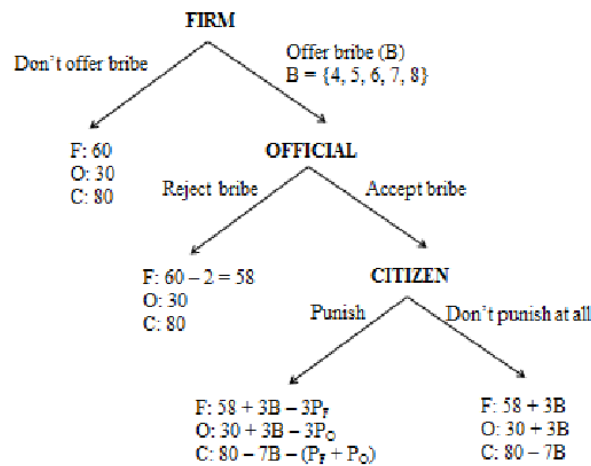 FIRM
Don't offer bribe
Offer bribe (B)
B = {4, 5, 6, 7, 8}
F: 60
O: 30
C: 80
OFFICIAL
Reject bribe
Accept bribe
F: 60 – 2 = 58
O: 30
C: 80
CITIZEN
Punish
Don't punish at all
F: 58 + 3B – 3P_F
O: 30 + 3B – 3P_O
C: 80 – 7B – (P_F + P_O)
F: 58 + 3B
O: 30 + 3B
C: 80 – 7B